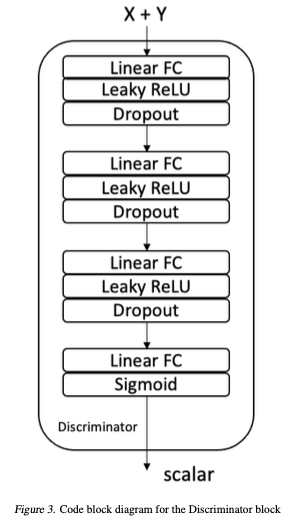 X + Y
Linear FC
Leaky ReLU
Dropout
Linear FC
Leaky ReLU
Dropout
Linear FC
Leaky ReLU
Dropout
Linear FC
Sigmoid
Discriminator
scalar
Figure 3. Code block diagram for the Discriminator block